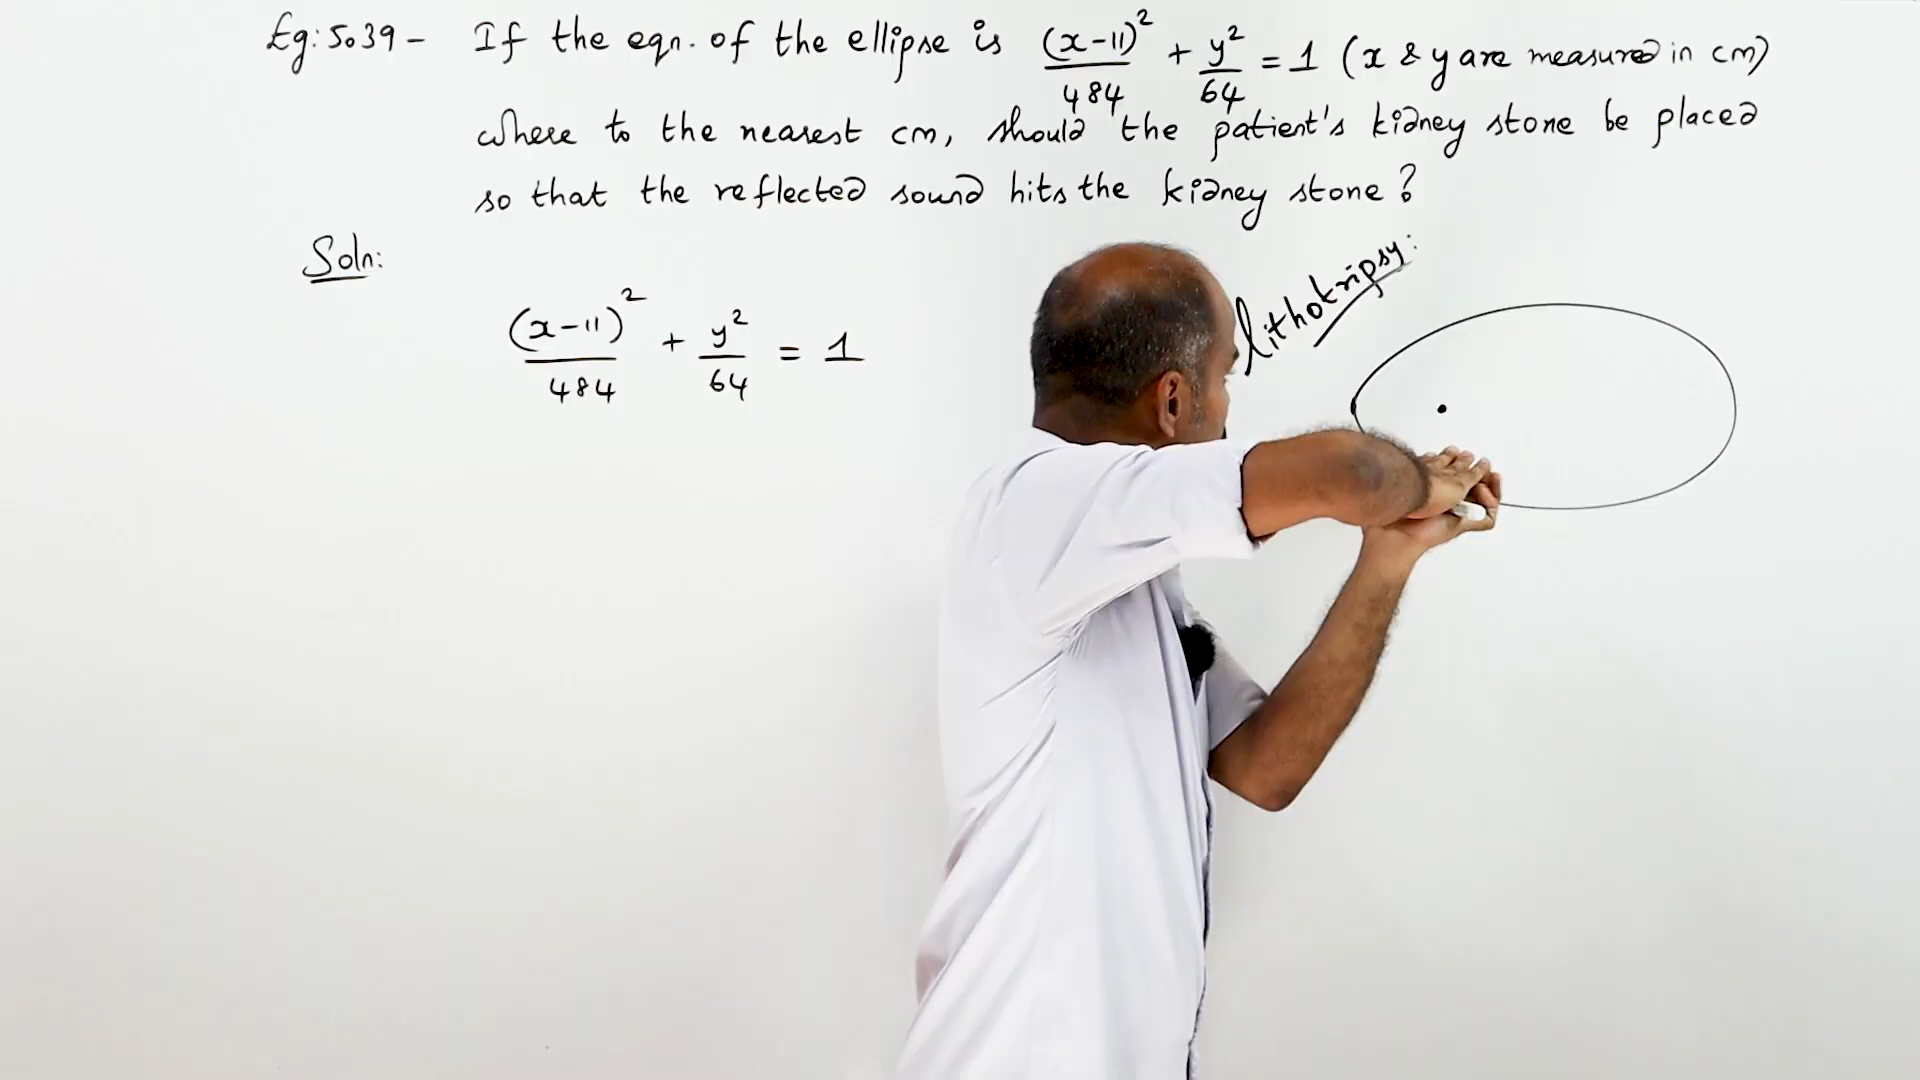 Eg: 5.39 - If the eqn. of the ellipse is (x-11)²/484 + y²/64 = 1 (x & y are measured in cm)
where to the nearest cm, should the patient's kidney stone be placed
so that the reflected sound hits the kidney stone?
Soln:
lithotripsy:
(x-11)²/484 + y²/64 = 1